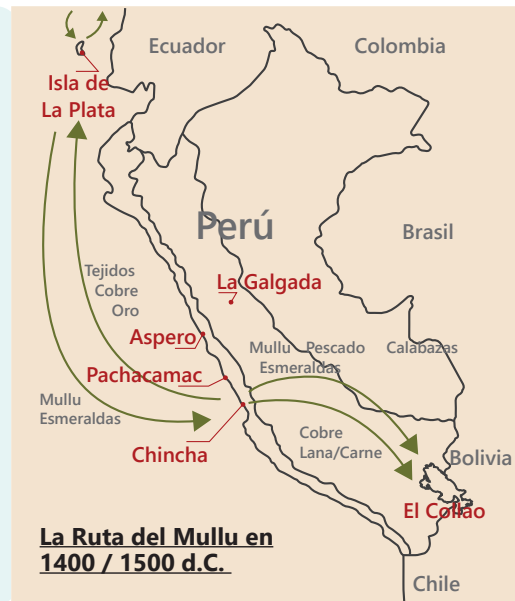 Ecuador
Colombia
Isla de
La Plata
Perú
Brasil
Tejidos
Cobre
Oro
La Galgada
Aspero
Mullu Pescado Calabazas
Esmeraldas
Pachacamac
Mullu
Esmeraldas
Chincha
Cobre
Lana/Carne
Bolivia
El Collao
La Ruta del Mullu en
1400 / 1500 d.C.
Chile